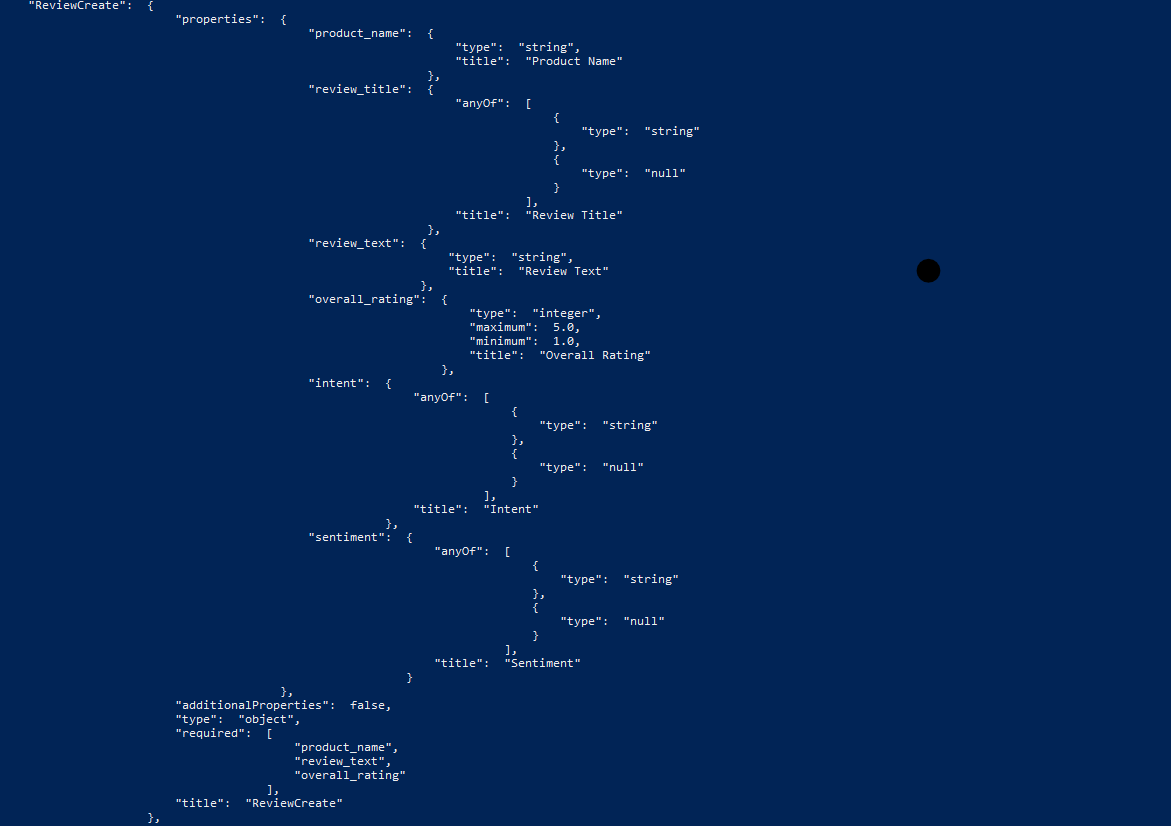 "ReviewCreate":  {
"properties":  {
"product_name":  {
"type":  "string",
"title":  "Product Name"
},
"review_title":  {
"anyOf":  [
{
"type":  "string"
},
{
"type":  "null"
}
],
"title":  "Review Title"
},
"review_text":  {
"type":  "string",
"title":  "Review Text"
},
"overall_rating":  {
"type":  "integer",
"maximum":  5.0,
"minimum":  1.0,
"title":  "Overall Rating"
},
"intent":  {
"anyOf":  [
{
"type":  "string"
},
{
"type":  "null"
}
],
"title":  "Intent"
},
"sentiment":  {
"anyOf":  [
{
"type":  "string"
},
{
"type":  "null"
}
],
"title":  "Sentiment"
}
},
"additionalProperties":  false,
"type":  "object",
"required":  [
"product_name",
"review_text",
"overall_rating"
],
"title":  "ReviewCreate"
},